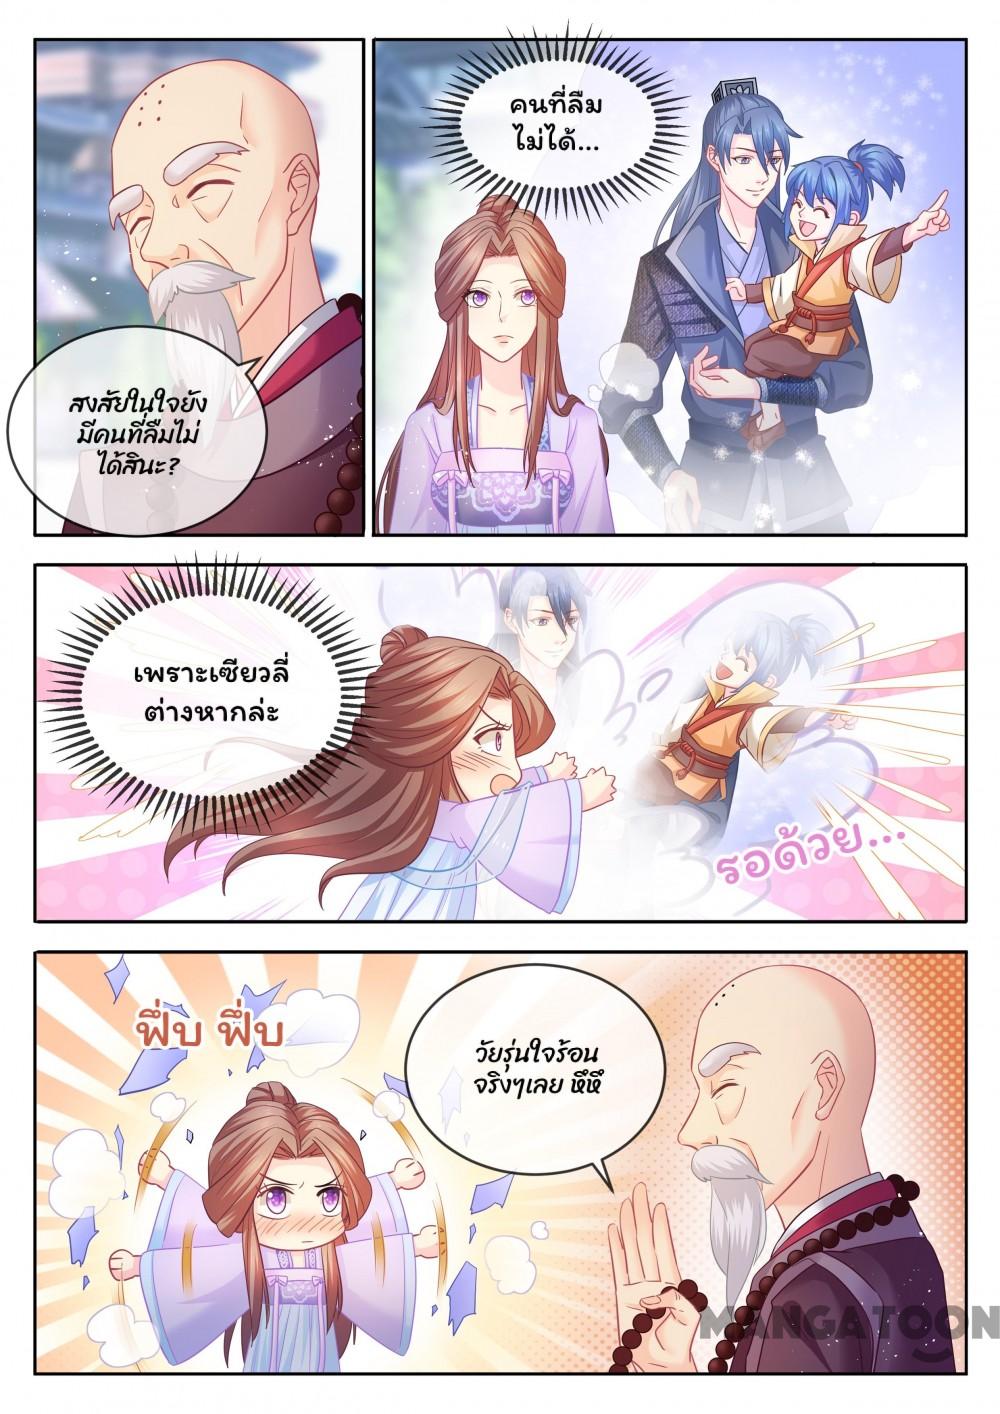 สงสัยในใจยัง
มีคนที่ลืมไม่
ได้สินะ?
คนที่ลืม
ไม่ได้...
เพราะเซียวลี่
ต่างหากล่ะ
รอด้วย...
ฟึ่บ ฟึ่บ
วัยรุ่นใจร้อน
จริงๆเลย หึหึ
MANGATOON